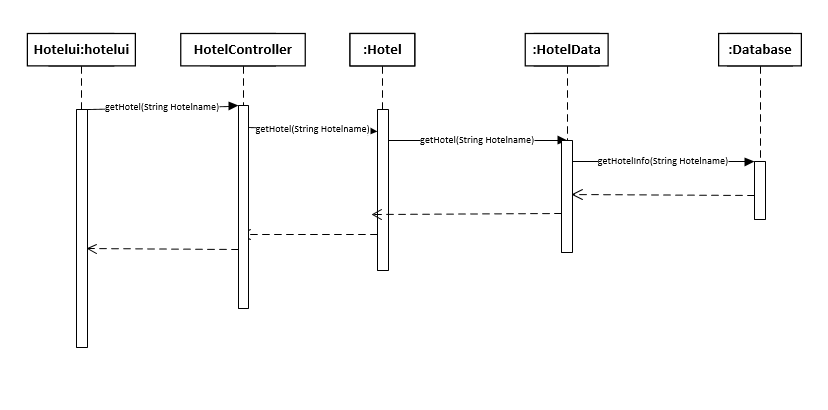 Hotelui:hotelui
HotelController
:Hotel
:HotelData
:Database
getHotel(String Hotelname)
getHotel(String Hotelname)
getHotel(String Hotelname)
getHotelInfo(String Hotelname)